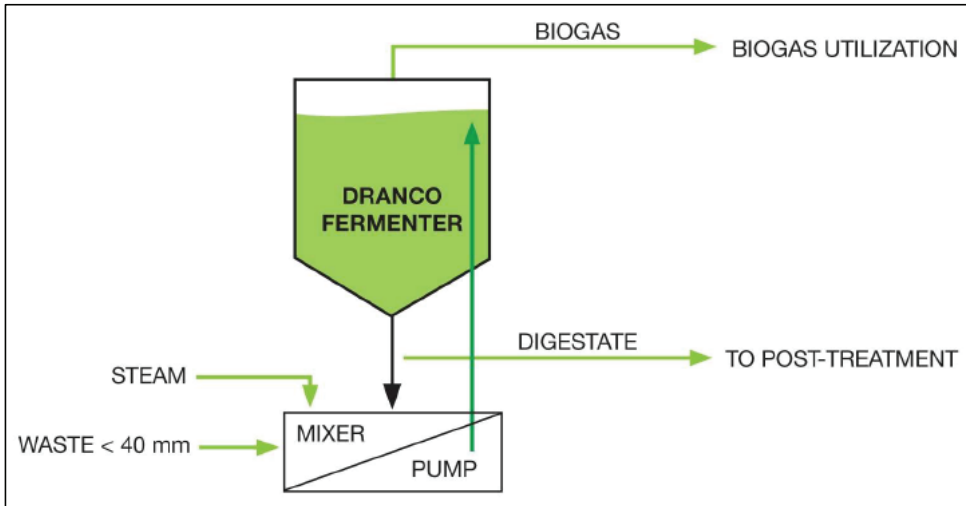 BIOGAS
BIOGAS UTILIZATION
DRANCO
FERMENTER
DIGESTATE
TO POST-TREATMENT
STEAM
WASTE < 40 mm
MIXER
PUMP